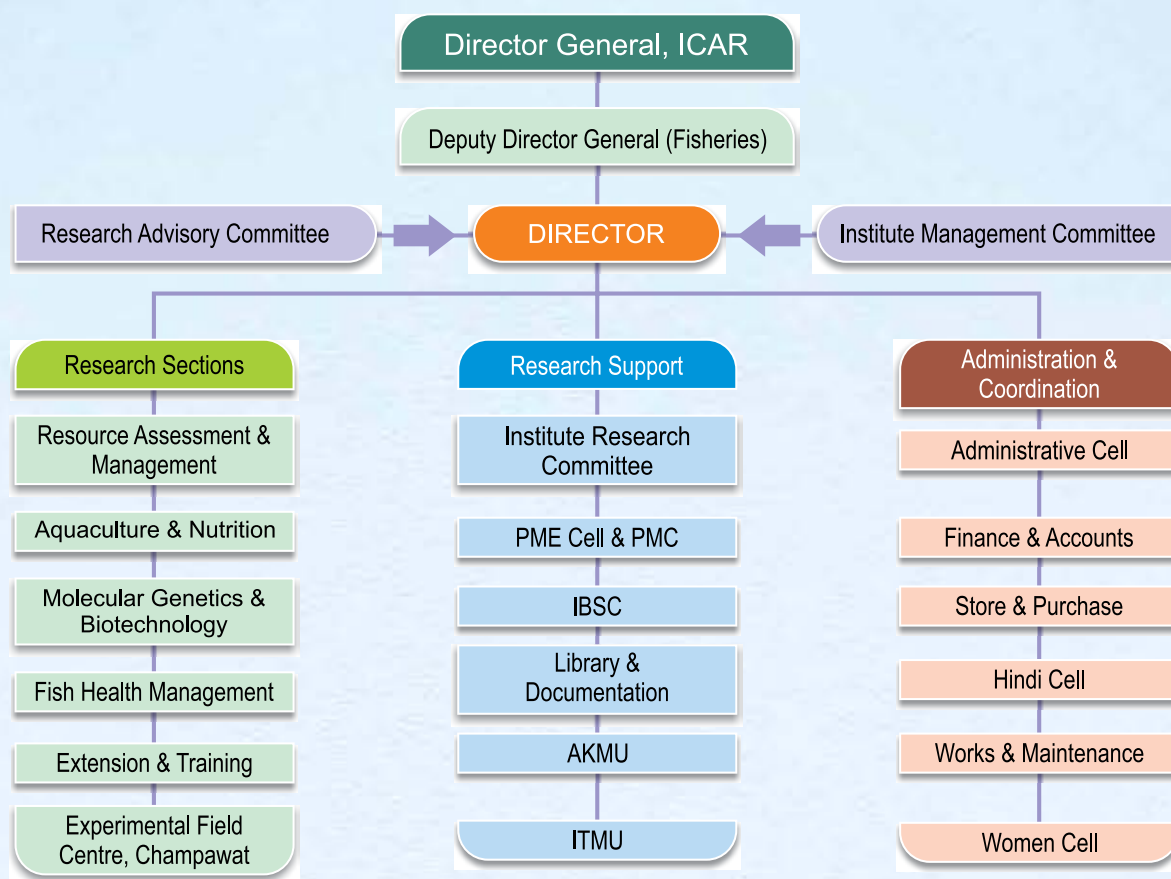 Director General, ICAR
Deputy Director General (Fisheries)
Research Advisory Committee
DIRECTOR
Institute Management Committee
Research Sections
Resource Assessment &
Management
Aquaculture & Nutrition
Molecular Genetics &
Biotechnology
Fish Health Management
Extension & Training
Experimental Field
Centre, Champawat
Research Support
Institute Research
Committee
PME Cell & PMC
IBSC
Library &
Documentation
AKMU
ITMU
Administration &
Coordination
Administrative Cell
Finance & Accounts
Store & Purchase
Hindi Cell
Works & Maintenance
Women Cell